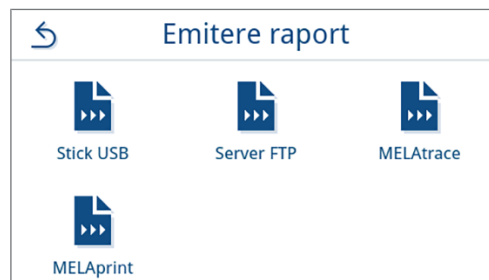 Emitere raport
Stick USB
Server FTP
MELAtrace
MELAprint